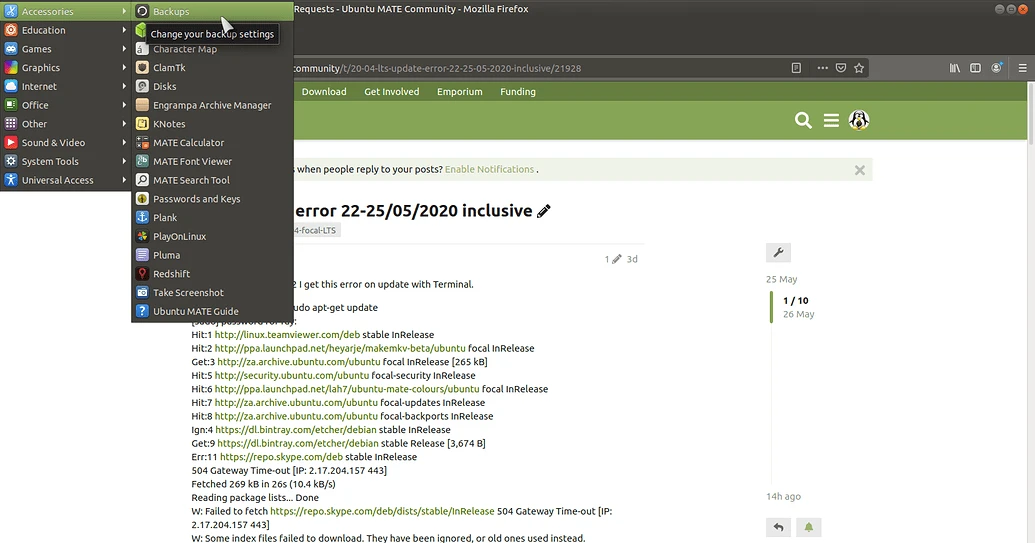 Accessories
Education
Games
Graphics
Internet
Office
Other
Sound & Video
System Tools
Universal Access
Backups
Change your backup settings
Character Map
ClamTk
Disks
Engrampa Archive Manager
KNotes
MATE Calculator
MATE Font Viewer
MATE Search Tool
Passwords and Keys
Plank
PlayOnLinux
Pluma
Redshift
Take Screenshot
Ubuntu MATE Guide
Requests - Ubuntu MATE Community - Mozilla Firefox
community/t/20-04-lts-update-error-22-25-05-2020-inclusive/21928
Download Get Involved Emporium Funding
when people reply to your posts? Enable Notifications .
error 22-25/05/2020 inclusive
4-focal-LTS
1 3d
I get this error on update with Terminal.
udo apt-get update
Hit:1 http://linux.teamviewer.com/deb stable InRelease
Hit:2 http://ppa.launchpad.net/heyarje/makemkv-beta/ubuntu focal InRelease
Get:3 http://za.archive.ubuntu.com/ubuntu focal InRelease [265 kB]
Hit:5 http://security.ubuntu.com/ubuntu focal-security InRelease
Hit:6 http://ppa.launchpad.net/lah7/ubuntu-mate-colours/ubuntu focal InRelease
Hit:7 http://za.archive.ubuntu.com/ubuntu focal-updates InRelease
Hit:8 http://za.archive.ubuntu.com/ubuntu focal-backports InRelease
Ign:4 https://dl.bintray.com/etcher/debian stable InRelease
Get:9 https://dl.bintray.com/etcher/debian stable Release [3,674 B]
Err:11 https://repo.skype.com/deb stable InRelease
504 Gateway Time-out [IP: 2.17.204.157 443]
Fetched 269 kB in 26s (10.4 kB/s)
Reading package lists... Done
W: Failed to fetch https://repo.skype.com/deb/dists/stable/InRelease 504 Gateway Time-out [IP:
2.17.204.157 443]
W: Some index files failed to download. They have been ignored, or old ones used instead.
25 May
1 / 10
26 May
14h ago